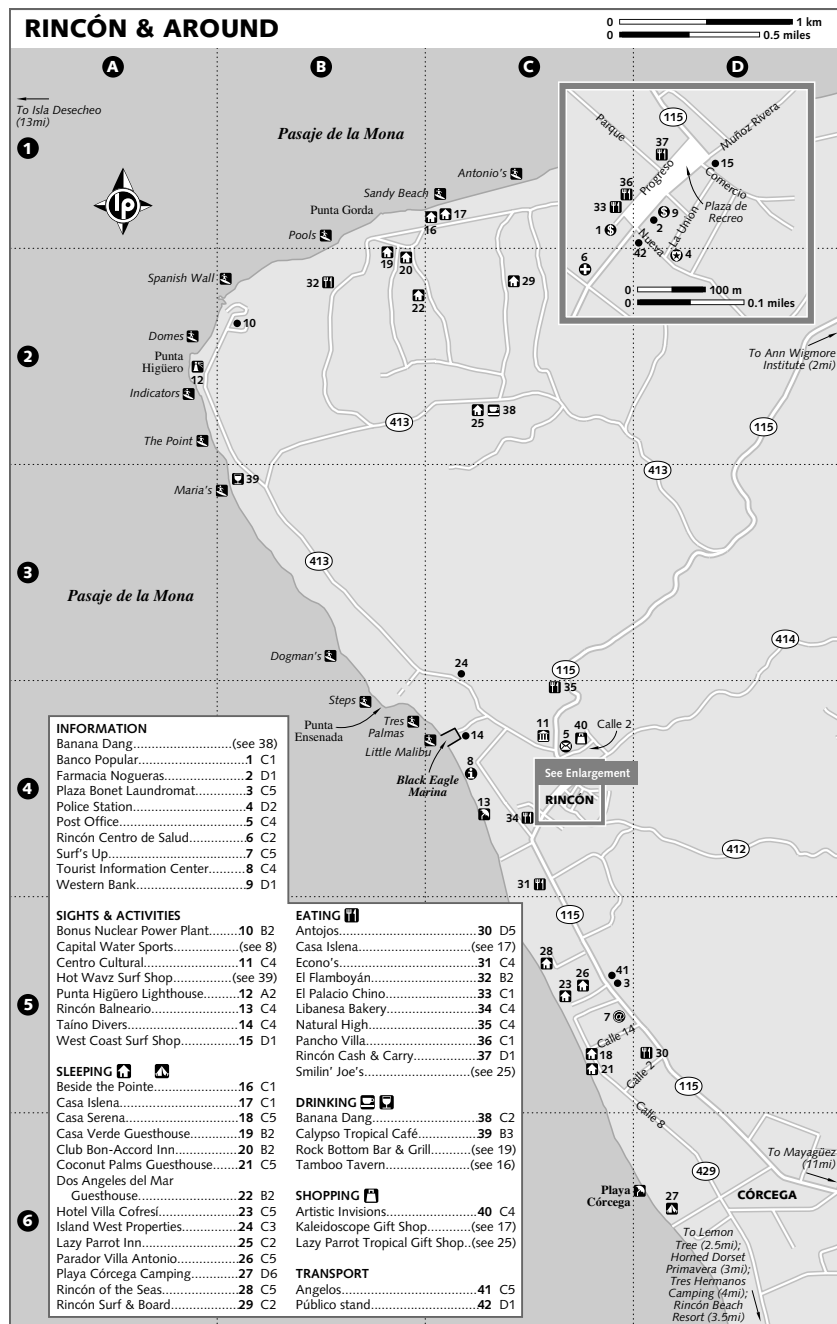 RINCÓN & AROUND
0 1 km
0 0.5 miles
A B C D
1
2
3
4
5
6
To Isla Desecheo
(13mi)
Pasaje de la Mona
lp
Antonio's
Sandy Beach
Punta Gorda
17
16
Pools
19
20
32
29
22
Spanish Wall
10
Domes
Punta
Higüero
12
Indicators
The Point
413
25
38
Maria's
39
115
Parque
Muñoz Rivera
37
15
Progreso
Comercio
36
33
Plaza de
Recreo
9
2
1
Nueva
La Union
42
4
6
0 100 m
0 0.1 miles
To Ann Wigmore
Institute (2mi)
115
413
413
Pasaje de la Mona
Dogman's
24
414
115
35
Steps
Punta
Ensenada
Tres
Palmas
Little Malibu
14
11
40
Calle 2
5
Black Eagle
Marina
8
See Enlargement
RINCÓN
13
34
412
31
115
28
26
41
23
3
7
Calle 14
18
30
21
Calle 2
115
Calle 8
To Mayagüez
(11mi)
429
Playa
Córcega
27
CÓRCEGA
To Lemon
Tree (2.5mi);
Horned Dorset
Primavera (3mi);
Tres Hermanos
Camping (4mi);
Rincón Beach
Resort (3.5mi)
INFORMATION
Banana Dang.....................(see 38)
Banco Popular.........................1 C1
Farmacia Nogueras.................2 D1
Plaza Bonet Laundromat.........3 C5
Police Station..........................4 D2
Post Office..............................5 C4
Rincón Centro de Salud..........6 C2
Surf's Up.................................7 C5
Tourist Information Center.........8 C4
Western Bank..........................9 D1
SIGHTS & ACTIVITIES
Bonus Nuclear Power Plant......10 B2
Capital Water Sports.............(see 8)
Centro Cultural.......................11 C4
Hot Wavz Surf Shop............(see 39)
Punta Higüero Lighthouse.......12 A2
Rincón Balneario....................13 C4
Taíno Divers...........................14 C4
West Coast Surf Shop.............15 D1
SLEEPING
Beside the Pointe....................16 C1
Casa Islena.............................17 C1
Casa Serena............................18 C5
Casa Verde Guesthouse...........19 B2
Club Bon-Accord Inn...............20 B2
Coconut Palms Guesthouse.....21 C5
Dos Angeles del Mar
Guesthouse............................22 B2
Hotel Villa Cofresí...................23 C5
Island West Properties.............24 C3
Lazy Parrot Inn.......................25 C2
Parador Villa Antonio..............26 C5
Playa Córcega Camping..........27 D6
Rincón of the Seas..................28 C5
Rincón Surf & Board...............29 C2
EATING
Antojos..................................30 D5
Casa Islena.........................(see 17)
Econo's..................................31 C4
El Flamboyán..........................32 B2
El Palacio Chino......................33 C1
Libanesa Bakery.....................34 C4
Natural High..........................35 C4
Pancho Villa...........................36 C1
Rincón Cash & Carry...............37 D1
Smilin' Joe's.......................(see 25)
DRINKING
Banana Dang.........................38 C2
Calypso Tropical Café..............39 B3
Rock Bottom Bar & Grill.......(see 19)
Tamboo Tavern...................(see 16)
SHOPPING
Artistic Invisions.....................40 C4
Kaleidoscope Gift Shop........(see 17)
Lazy Parrot Tropical Gift Shop..(see 25)
TRANSPORT
Angelos..................................41 C5
Público stand..........................42 D1